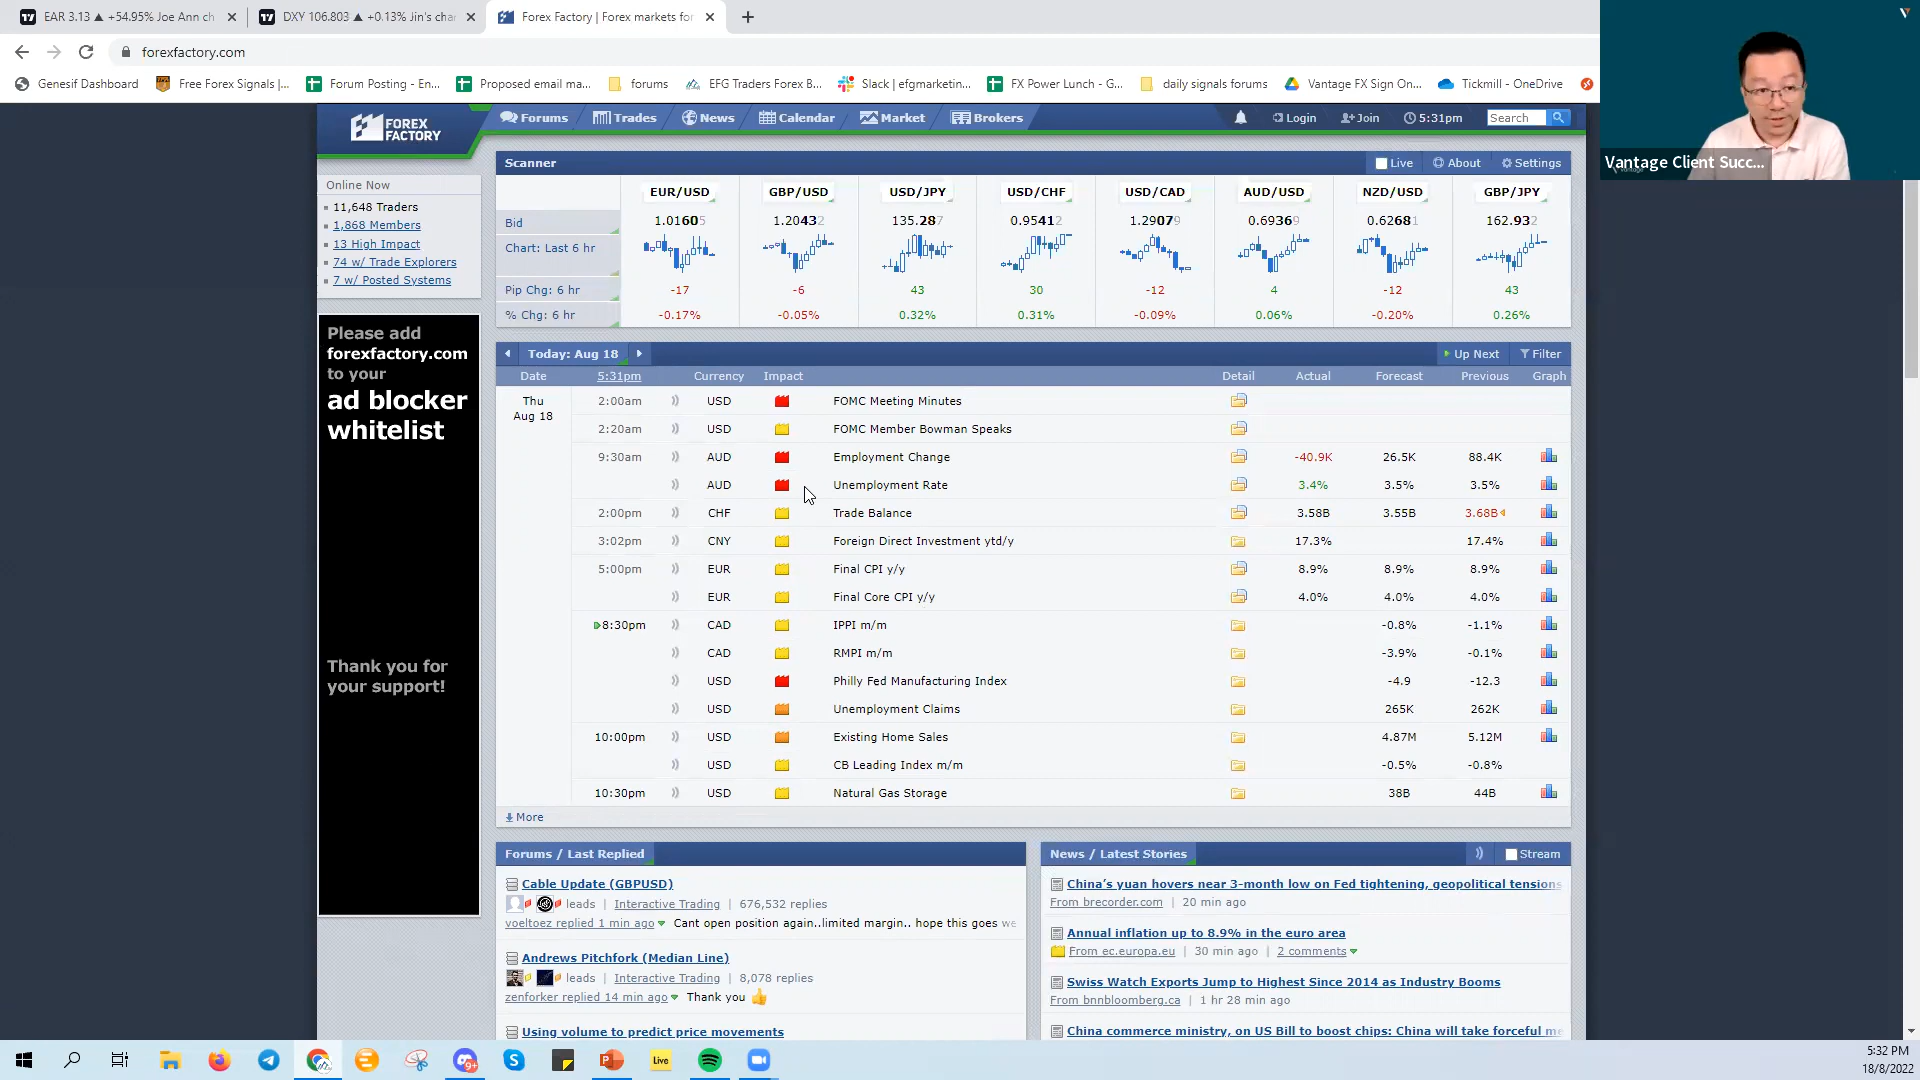 EAR 3.13 ▲ +54.95% Joe Ann ch
DXY 106.803 ▲ +0.13% Jin's cha
Forex Factory | Forex markets for
forexfactory.com
Genesif Dashboard
Free Forex Signals |...
Forum Posting - En...
Proposed email ma...
forums
EFG Traders Forex B...
Slack | efgmarketin...
FX Power Lunch - G...
daily signals forums
Vantage FX Sign On...
Tickmill - OneDrive
Vantage Client Succ...
FOREX
FACTORY
Forums
Trades
News
Calendar
Market
Brokers
Login
Join
5:31pm
Search
Online Now
11,648 Traders
1,868 Members
13 High Impact
74 w/ Trade Explorers
7 w/ Posted Systems
Please add
forexfactory.com
to your
ad blocker
whitelist
Thank you for
your support!
Scanner Live About Settings
EUR/USD GBP/USD USD/JPY USD/CHF USD/CAD AUD/USD NZD/USD GBP/JPY
Bid 1.01605 1.20432 135.287 0.95412 1.29079 0.69369 0.62681 162.932
Chart: Last 6 hr
Pip Chg: 6 hr -17 -6 43 30 -12 4 -12 43
% Chg: 6 hr -0.17% -0.05% 0.32% 0.31% -0.09% 0.06% -0.20% 0.26%
Today: Aug 18 Up Next Filter
Date 5:31pm Currency Impact Detail Actual Forecast Previous Graph
Thu 2:00am USD FOMC Meeting Minutes
Aug 18
2:20am USD FOMC Member Bowman Speaks
9:30am AUD Employment Change -40.9K 26.5K 88.4K
AUD Unemployment Rate 3.4% 3.5% 3.5%
2:00pm CHF Trade Balance 3.58B 3.55B 3.68B
3:02pm CNY Foreign Direct Investment ytd/y 17.3% 17.4%
5:00pm EUR Final CPI y/y 8.9% 8.9% 8.9%
EUR Final Core CPI y/y 4.0% 4.0% 4.0%
8:30pm CAD IPPI m/m -0.8% -1.1%
CAD RMPI m/m -3.9% -0.1%
USD Philly Fed Manufacturing Index -4.9 -12.3
USD Unemployment Claims 265K 262K
10:00pm USD Existing Home Sales 4.87M 5.12M
USD CB Leading Index m/m -0.5% -0.8%
10:30pm USD Natural Gas Storage 38B 44B
More
Forums / Last Replied
Cable Update (GBPUSD)
leads | Interactive Trading | 676,532 replies
voeltoez replied 1 min ago Cant open position again..limited margin.. hope this goes we
Andrews Pitchfork (Median Line)
leads | Interactive Trading | 8,078 replies
zenforker replied 14 min ago Thank you 👍
Using volume to predict price movements
News / Latest Stories Stream
China's yuan hovers near 3-month low on Fed tightening, geopolitical tensions
From brecorder.com | 20 min ago
Annual inflation up to 8.9% in the euro area
From ec.europa.eu | 30 min ago | 2 comments
Swiss Watch Exports Jump to Highest Since 2014 as Industry Booms
From bnnbloomberg.ca | 1 hr 28 min ago
China commerce ministry, on US Bill to boost chips: China will take forceful me
9+
Live
5:32 PM
18/8/2022